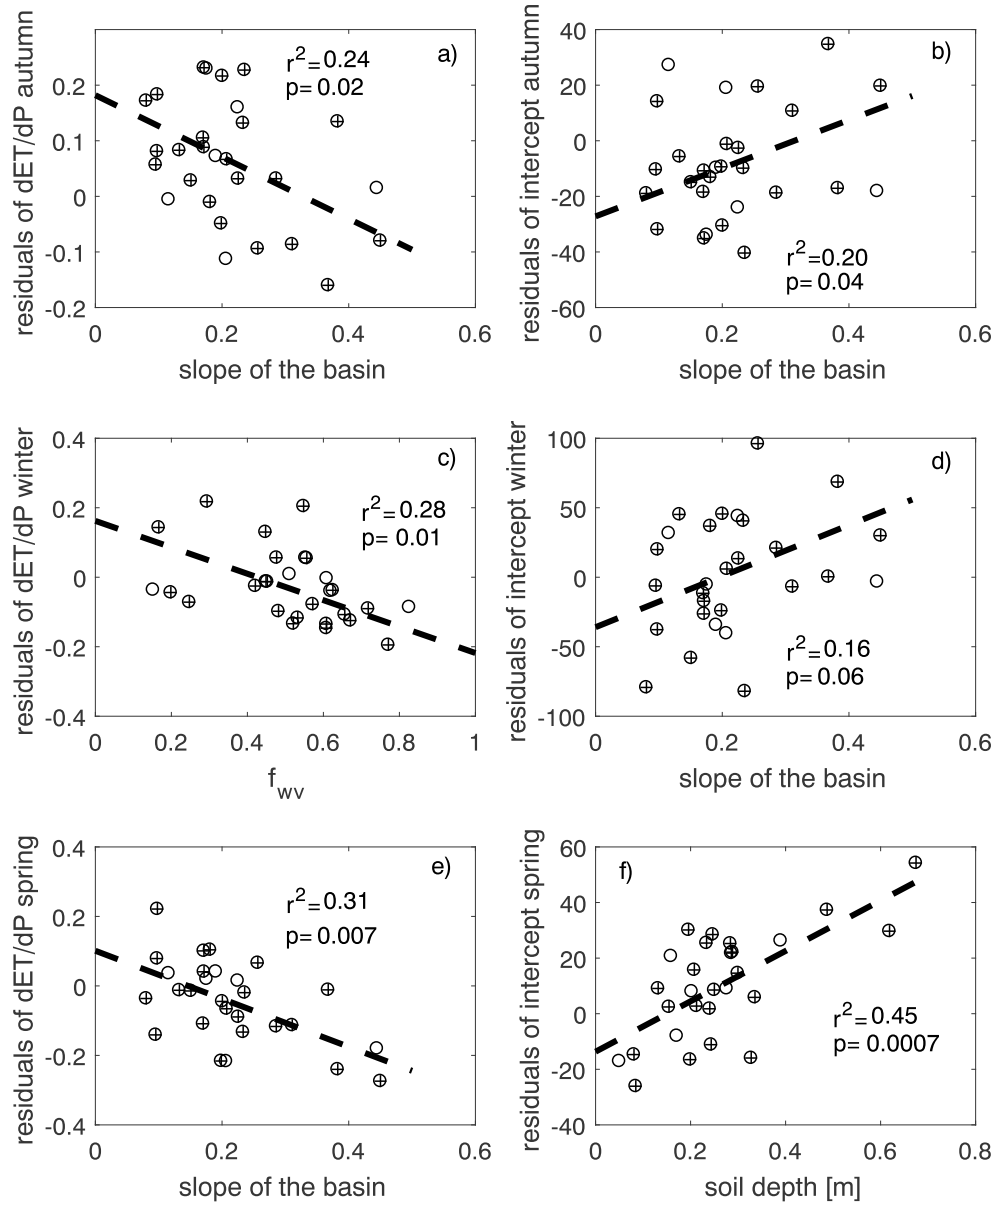 residuals of dET/dP autumn
0.2
0.1
0
-0.1
-0.2
a)
r²=0.24
p=0.02
0 0.2 0.4 0.6
slope of the basin
residuals of intercept autumn
40
20
0
-20
-40
-60
b)
r²=0.20
p=0.04
0 0.2 0.4 0.6
slope of the basin
residuals of dET/dP winter
0.4
0.2
0
-0.2
-0.4
c)
r²=0.28
p= 0.01
0 0.2 0.4 0.6 0.8 1
f_wv
residuals of intercept winter
100
50
0
-50
-100
d)
r²=0.16
p= 0.06
0 0.2 0.4 0.6
slope of the basin
residuals of dET/dP spring
0.4
0.2
0
-0.2
-0.4
e)
r²=0.31
p= 0.007
0 0.2 0.4 0.6
slope of the basin
residuals of intercept spring
60
40
20
0
-20
-40
f)
r²=0.45
p= 0.0007
0 0.2 0.4 0.6 0.8
soil depth [m]